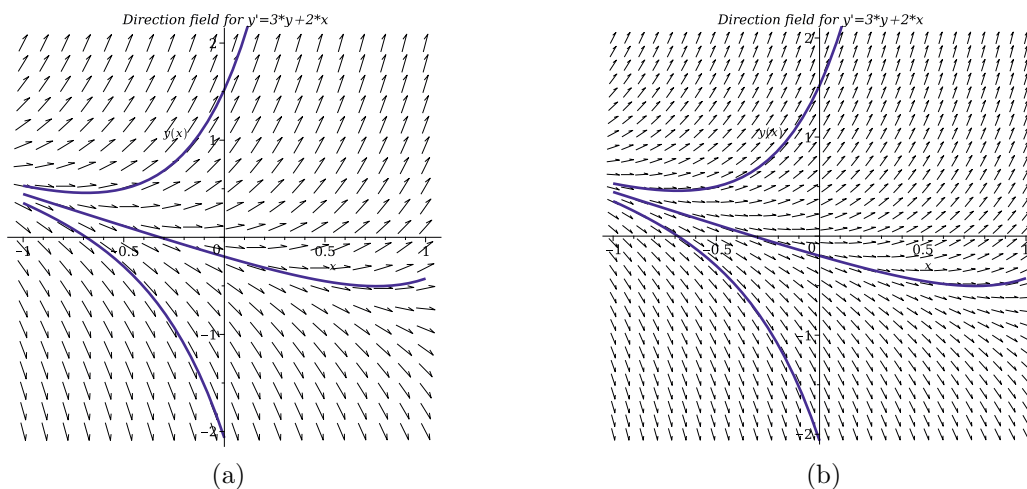 Direction field for y'=3*y+2*x
2
y(x)
1
-1
-0.5
0
0.5
1
x
-1
-2
(a)
Direction field for y'=3*y+2*x
2
y(x)
1
-1
-0.5
0
0.5
1
x
-1
-2
(b)